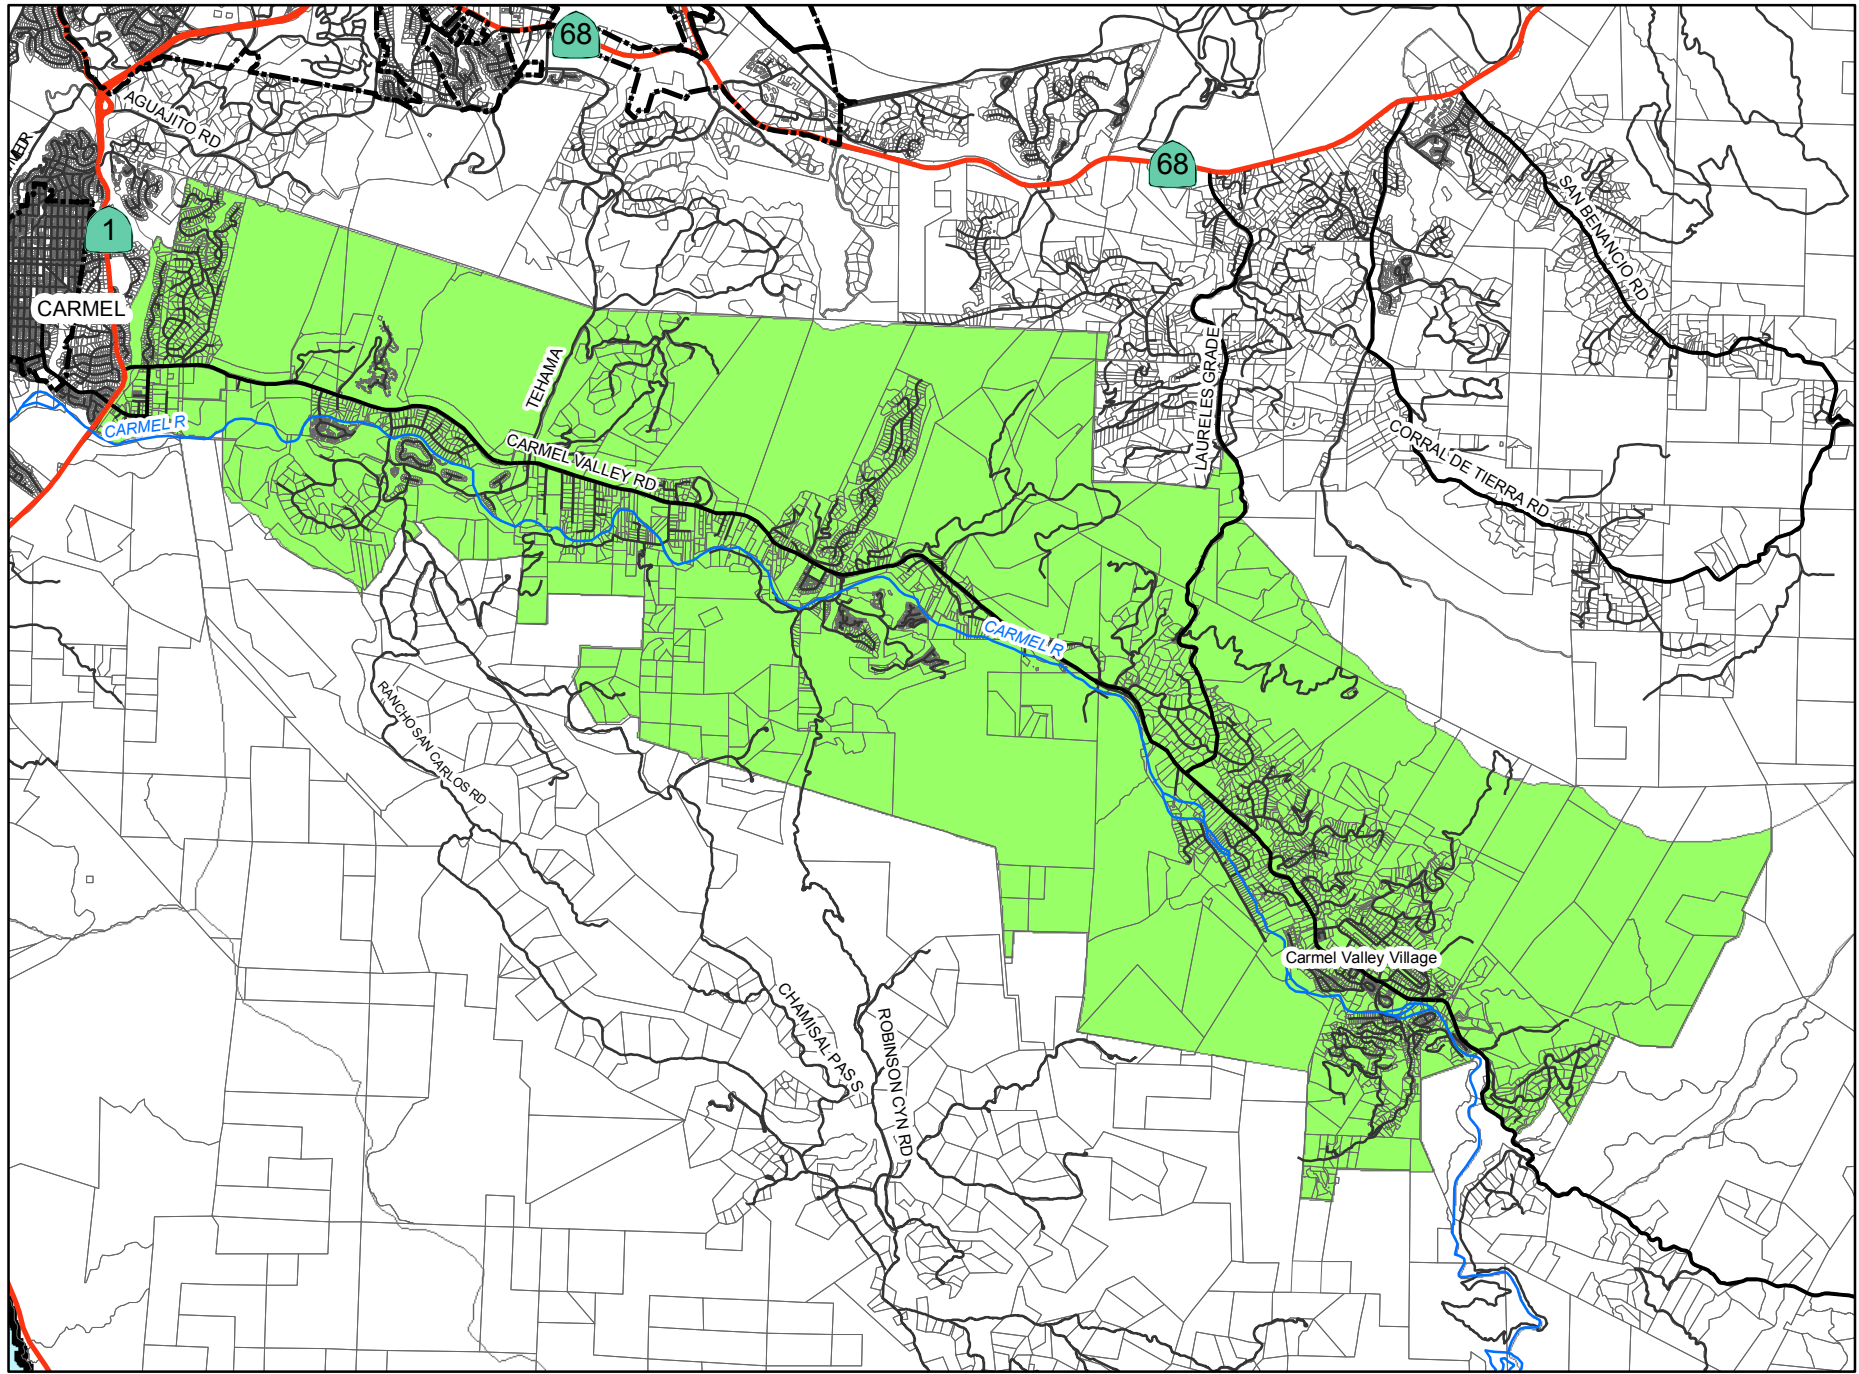 68
AGUAJITO RD
68
SAN BENANCIO RD
1
CARMEL
TEHAMA
LAURELES GRADE
CARMEL R
CARMEL VALLEY RD
CORRAL DE TIERRA RD
CARMEL R
RANCHO SAN CARLOS RD
Carmel Valley Village
CHAMISAL PASS
ROBINSON CYN RD